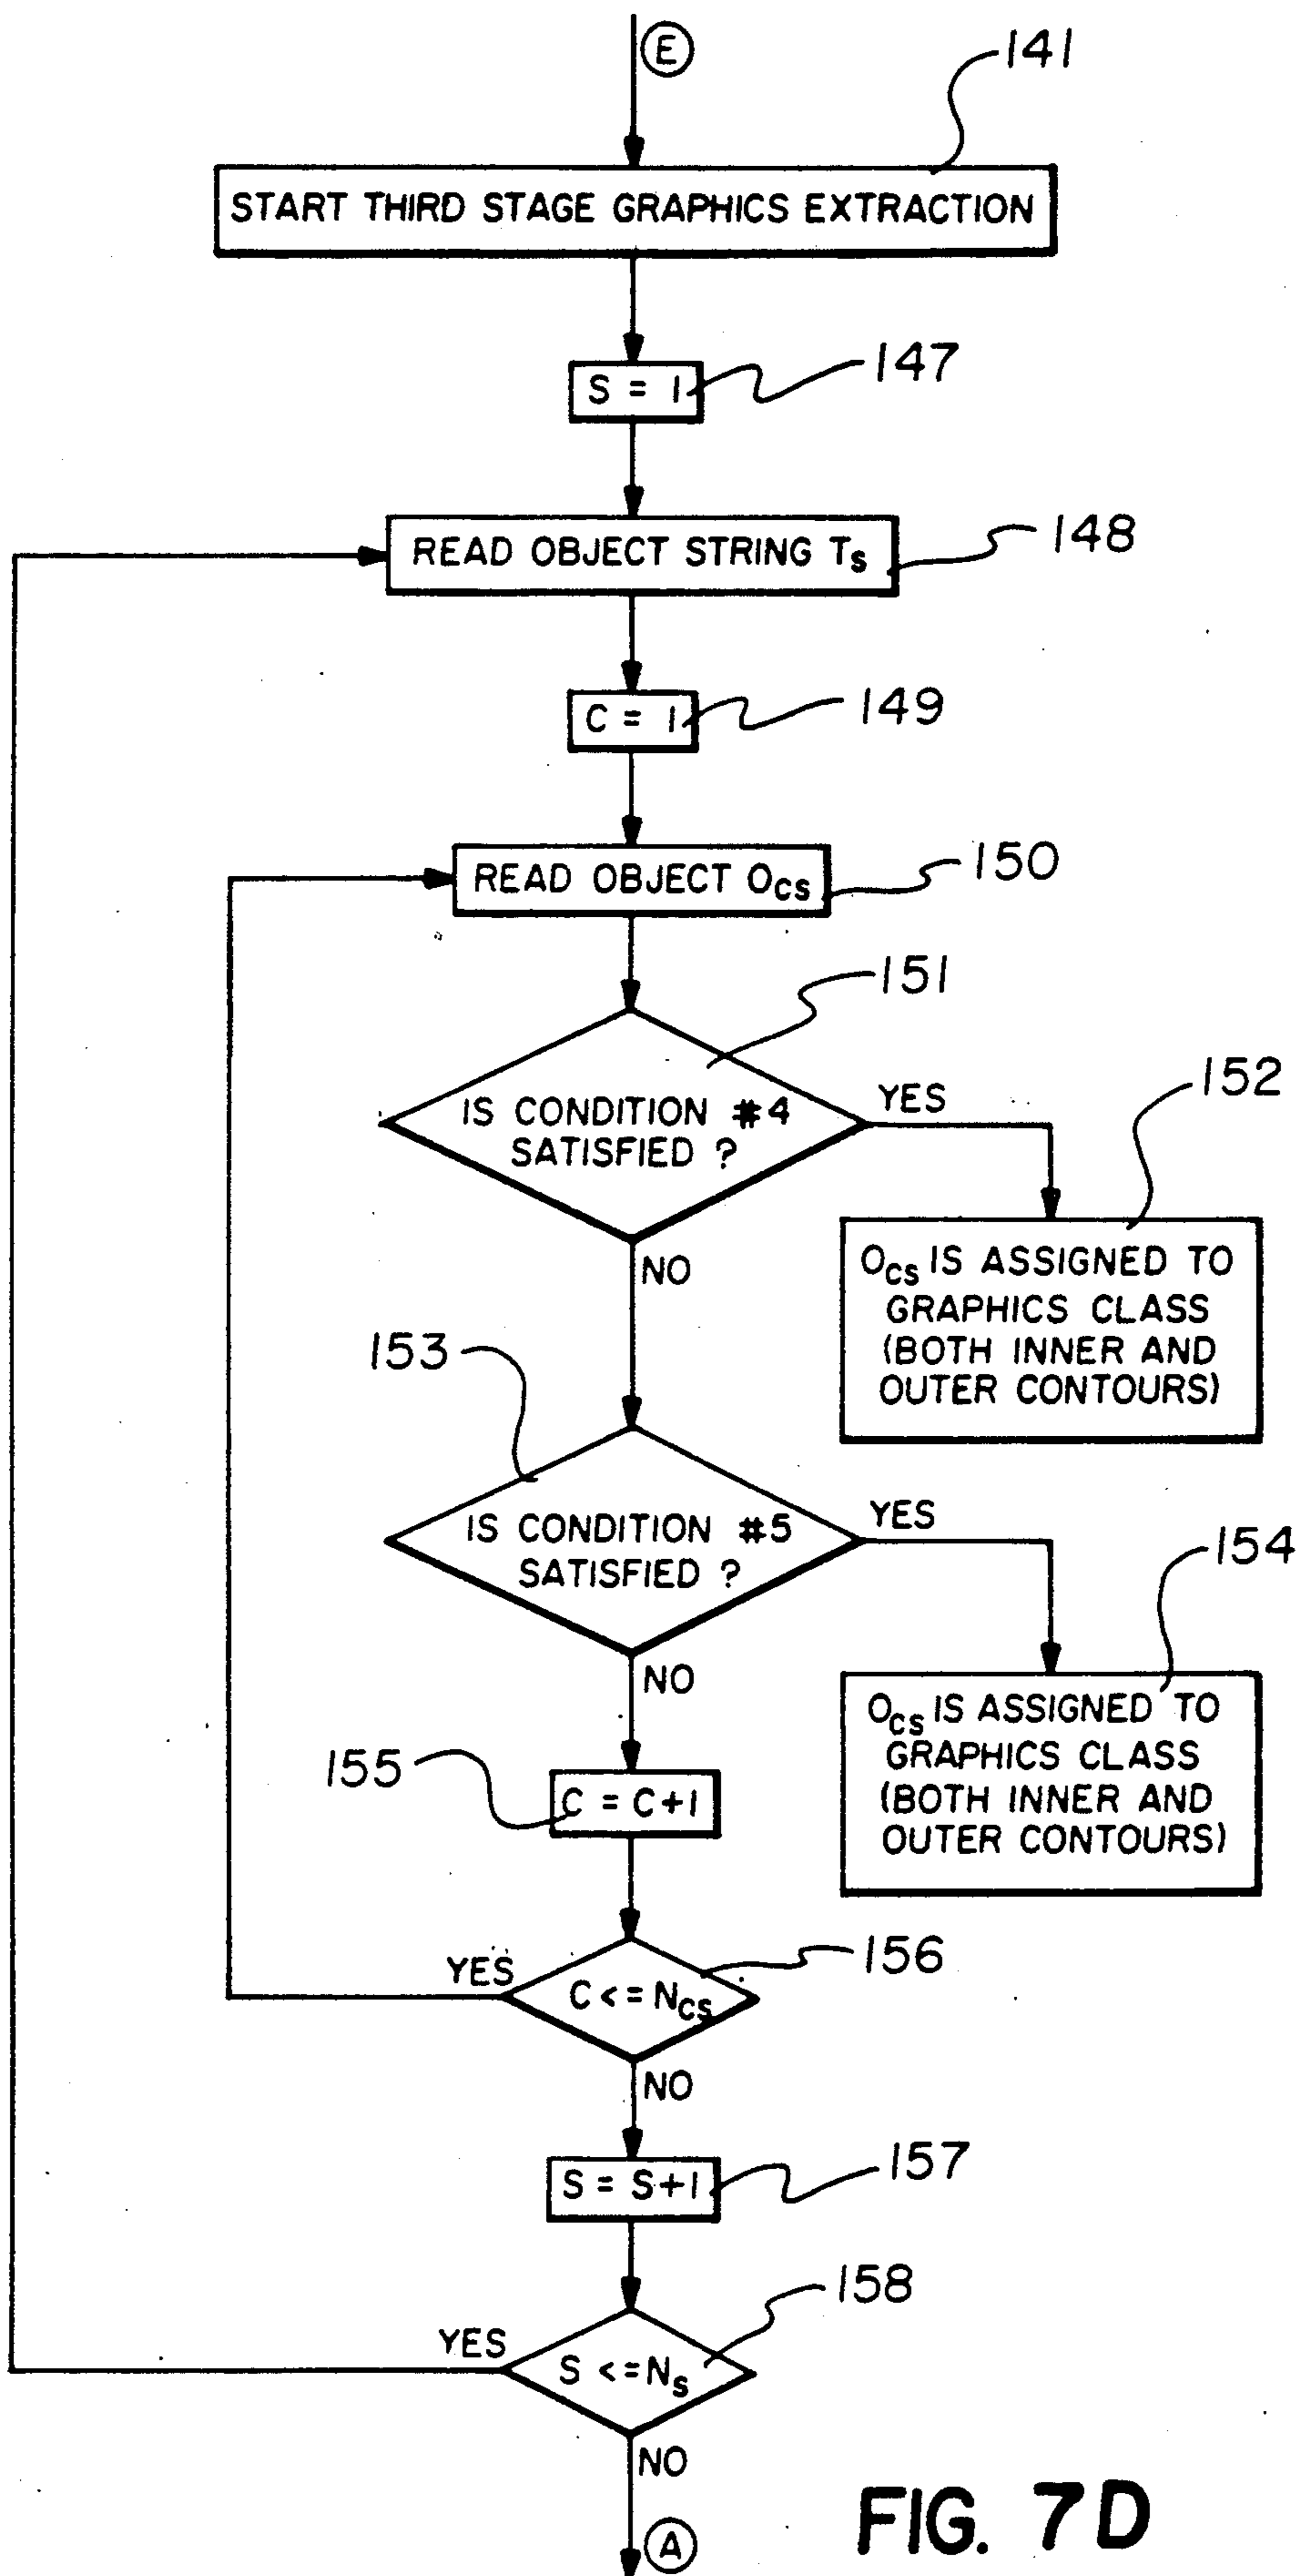 E
141
START THIRD STAGE GRAPHICS EXTRACTION
147
S = 1
148
READ OBJECT STRING Ts
149
C = 1
150
READ OBJECT Ocs
151
IS CONDITION #4
SATISFIED ?
YES
152
Ocs IS ASSIGNED TO
GRAPHICS CLASS
(BOTH INNER AND
OUTER CONTOURS)
NO
153
IS CONDITION #5
SATISFIED ?
YES
154
Ocs IS ASSIGNED TO
GRAPHICS CLASS
(BOTH INNER AND
OUTER CONTOURS)
NO
155
C = C+1
156
YES
C <= Ncs
NO
157
S = S+1
158
YES
S <= Ns
NO
A
FIG. 7D